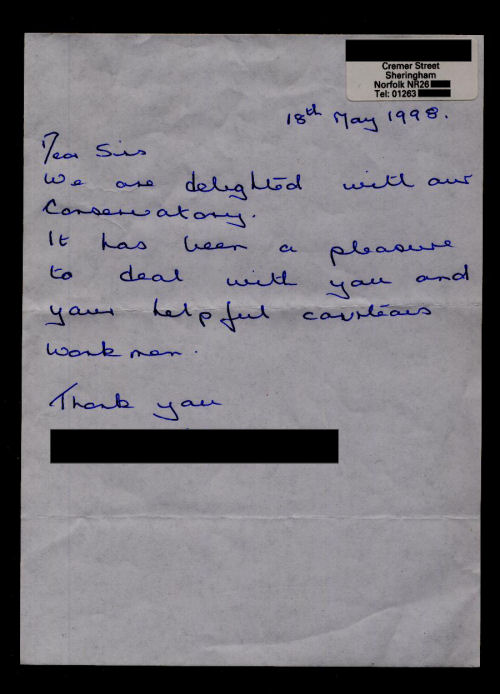 Cremer Street
Sheringham
Norfolk NR26
Tel: 01263
18th May 1998.
Dear Sirs
We are delighted with our
Conservatory.
It has been a pleasure
to deal with you and
your helpful courteous
workmen.
Thank you